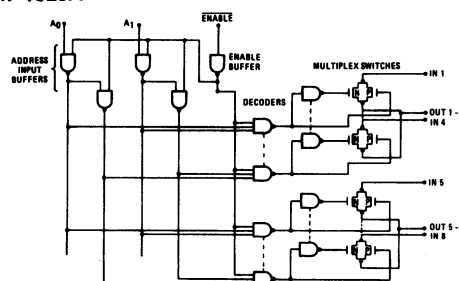 A0
A1
ENABLE
ADDRESS
INPUT
BUFFERS
ENABLE
BUFFER
DECODERS
MULTIPLEX SWITCHES
IN 1
OUT 1 -
IN 4
IN 5
OUT 5 -
IN 8